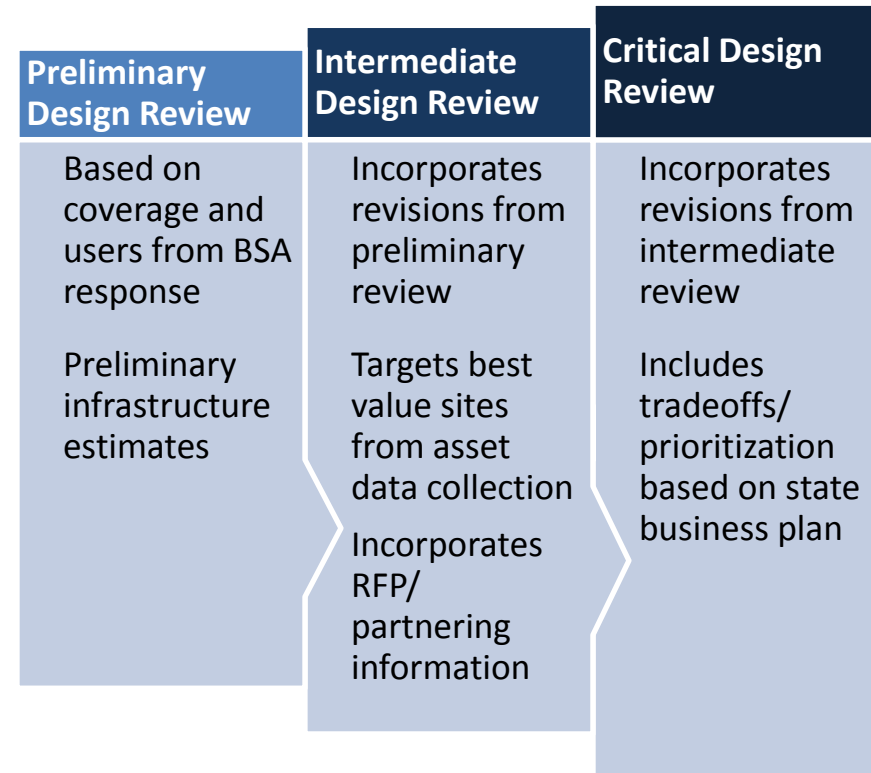 Preliminary
Design Review
Based on
coverage and
users from BSA
response
Preliminary
infrastructure
estimates
Intermediate
Design Review
Incorporates
revisions from
preliminary
review
Targets best
value sites
from asset
data collection
Incorporates
RFP/
partnering
information
Critical Design
Review
Incorporates
revisions from
intermediate
review
Includes
tradeoffs/
prioritization
based on state
business plan